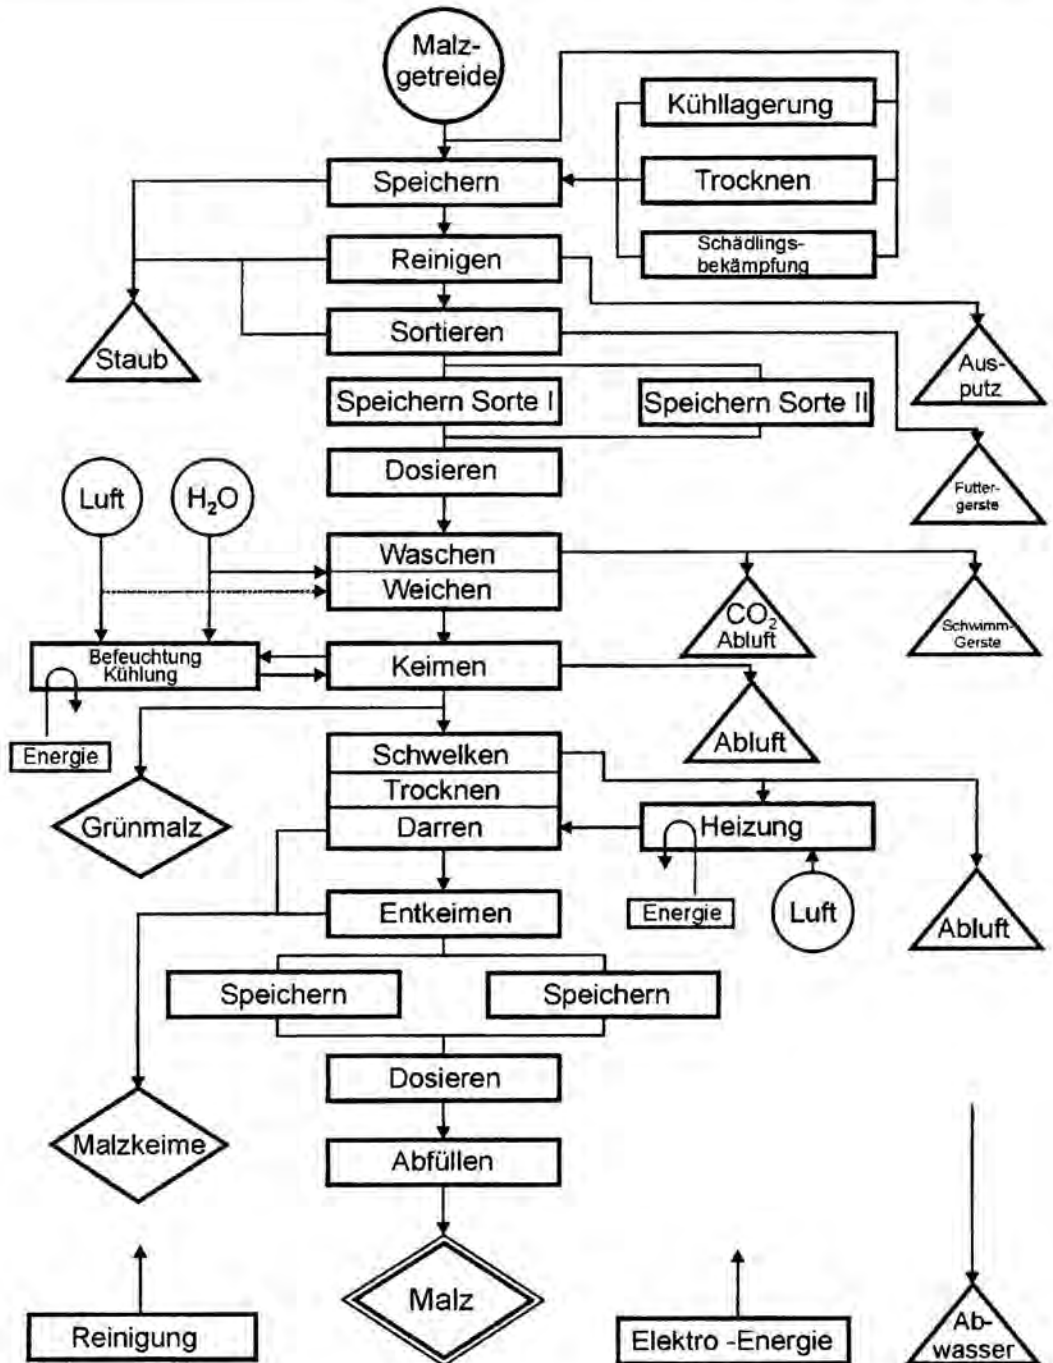 Malz-
getreide
Kühllagerung
Speichern
Trocknen
Schädlings-
bekämpfung
Reinigen
Staub
Sortieren
Aus-
putz
Speichern Sorte I
Speichern Sorte II
Dosieren
Futter-
gerste
Luft
H₂O
Waschen
Weichen
CO₂
Abluft
Schwimm-
Gerste
Befeuchtung
Kühlung
Keimen
Energie
Abluft
Grünmalz
Schwelken
Trocknen
Darren
Heizung
Energie
Luft
Abluft
Entkeimen
Speichern
Speichern
Dosieren
Malzkeime
Abfüllen
Malz
Reinigung
Elektro -Energie
Ab-
wasser